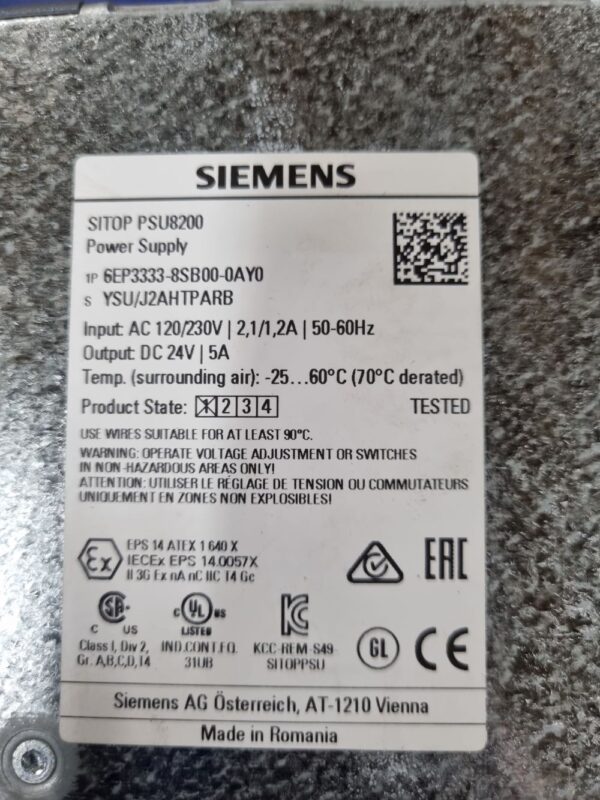 SIEMENS
SITOP PSU8200
Power Supply
1P 6EP3333-8SB00-0AY0
S YSU/J2AHTPARB
Input: AC 120/230V | 2,1/1,2A | 50-60Hz
Output: DC 24V | 5A
Temp. (surrounding air): -25...60°C (70°C derated)
Product State: X 2 3 4 TESTED
USE WIRES SUITABLE FOR AT LEAST 90°C.
WARNING: OPERATE VOLTAGE ADJUSTMENT OR SWITCHES
IN NON-HAZARDOUS AREAS ONLY!
ATTENTION: UTILISER LE RÉGLAGE DE TENSION OU COMMUTATEURS
UNIQUEMENT EN ZONES NON EXPLOSIBLES!
Ex
EPS 14 ATEX 1 640 X
IECEx EPS 14.0057X
II 3G Ex nA nC IIC T4 Gc
EAC
SA
C US
Class I, Div 2,
Gr. A,B,C,D,T4
c UL us
LISTED
IND.CONT.EQ.
31UB
KC
KCC-REM-S49-
SITOPPSU
GL
CE
Siemens AG Österreich, AT-1210 Vienna
Made in Romania